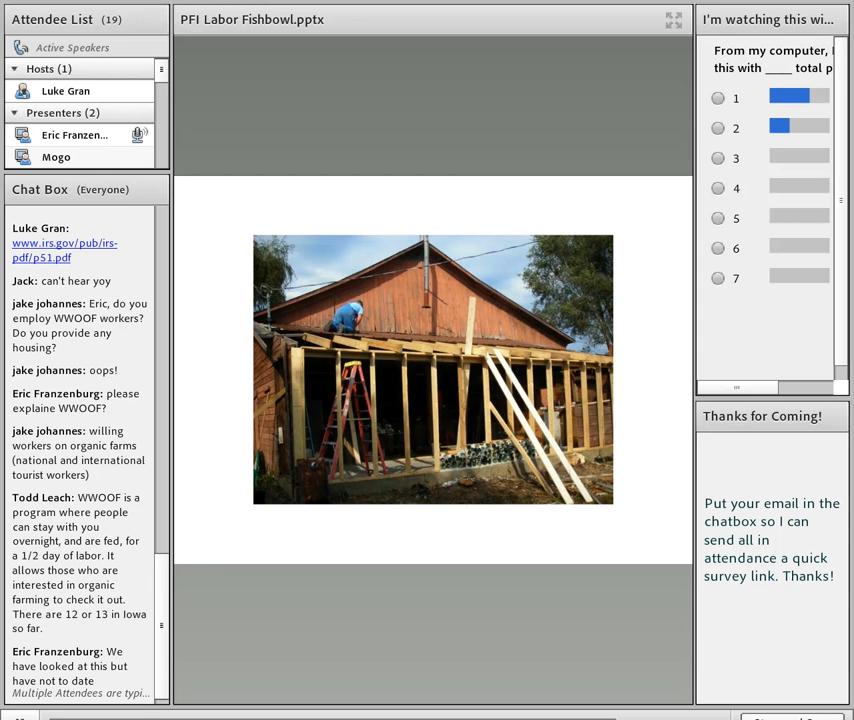 Attendee List (19)
Active Speakers
Hosts (1)
Luke Gran
Presenters (2)
Eric Franzen...
Mogo
Chat Box (Everyone)
Luke Gran:
www.irs.gov/pub/irs-
pdf/p51.pdf
Jack: can't hear yoy
jake johannes: Eric, do you
employ WWOOF workers?
Do you provide any
housing?
jake johannes: oops!
Eric Franzenburg: please
explaine WWOOF?
jake johannes: willing
workers on organic farms
(national and international
tourist workers)
Todd Leach: WWOOF is a
program where people
can stay with you
overnight, and are fed, for
a 1/2 day of labor. It
allows those who are
interested in organic
farming to check it out.
There are 12 or 13 in Iowa
so far.
Eric Franzenburg: We
have looked at this but
have not to date
Multiple Attendees are typi...
PFI Labor Fishbowl.pptx
I'm watching this wi...
From my computer,
this with ____ total p
1
2
3
4
5
6
7
Thanks for Coming!
Put your email in the
chatbox so I can
send all in
attendance a quick
survey link. Thanks!